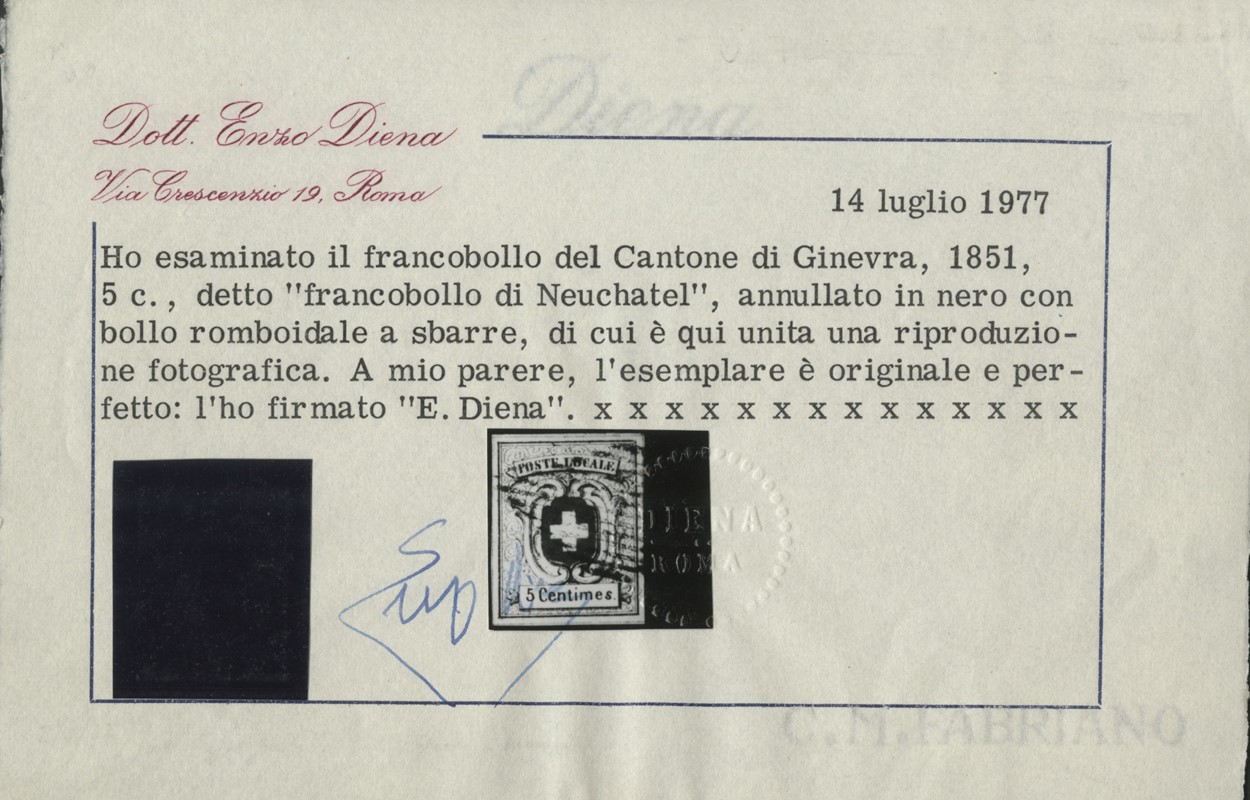 Diena
Dott. Enzo Diena
Via Crescenzio 19, Roma
14 luglio 1977
Ho esaminato il francobollo del Cantone di Ginevra, 1851,
5 c., detto "francobollo di Neuchatel", annullato in nero con
bollo romboidale a sbarre, di cui è qui unita una riproduzio-
ne fotografica. A mio parere, l'esemplare è originale e per-
fetto: l'ho firmato "E. Diena". x x x x x x x x x x x x x x
POSTE LOCALE
5 Centimes.
DIENA
ROMA
C.M.FABRIANO